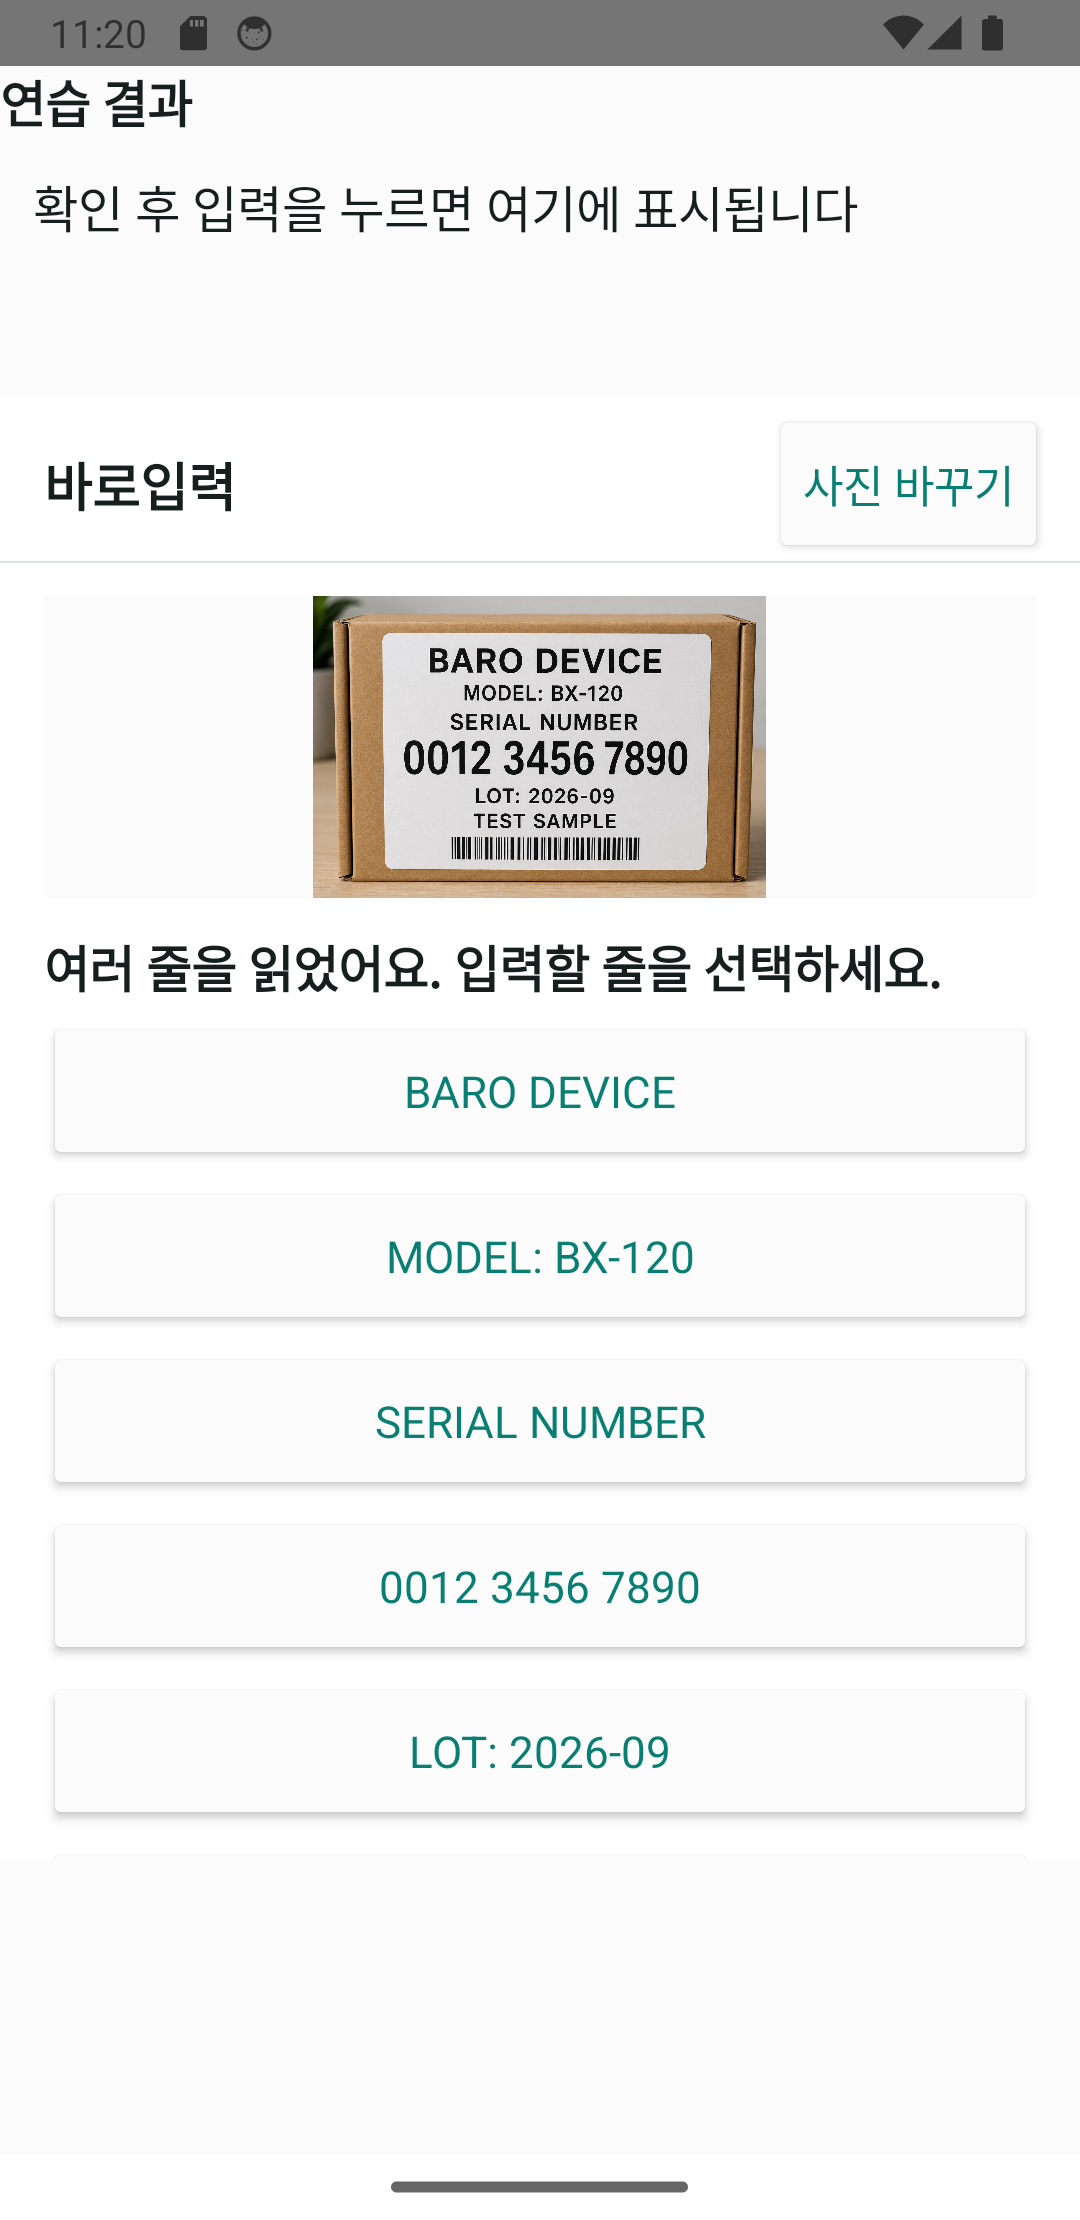 11:20
연습 결과
확인 후 입력을 누르면 여기에 표시됩니다
바로입력
사진 바꾸기
BARO DEVICE
MODEL: BX-120
SERIAL NUMBER
0012 3456 7890
LOT: 2026-09
TEST SAMPLE
여러 줄을 읽었어요. 입력할 줄을 선택하세요.
BARO DEVICE
MODEL: BX-120
SERIAL NUMBER
0012 3456 7890
LOT: 2026-09